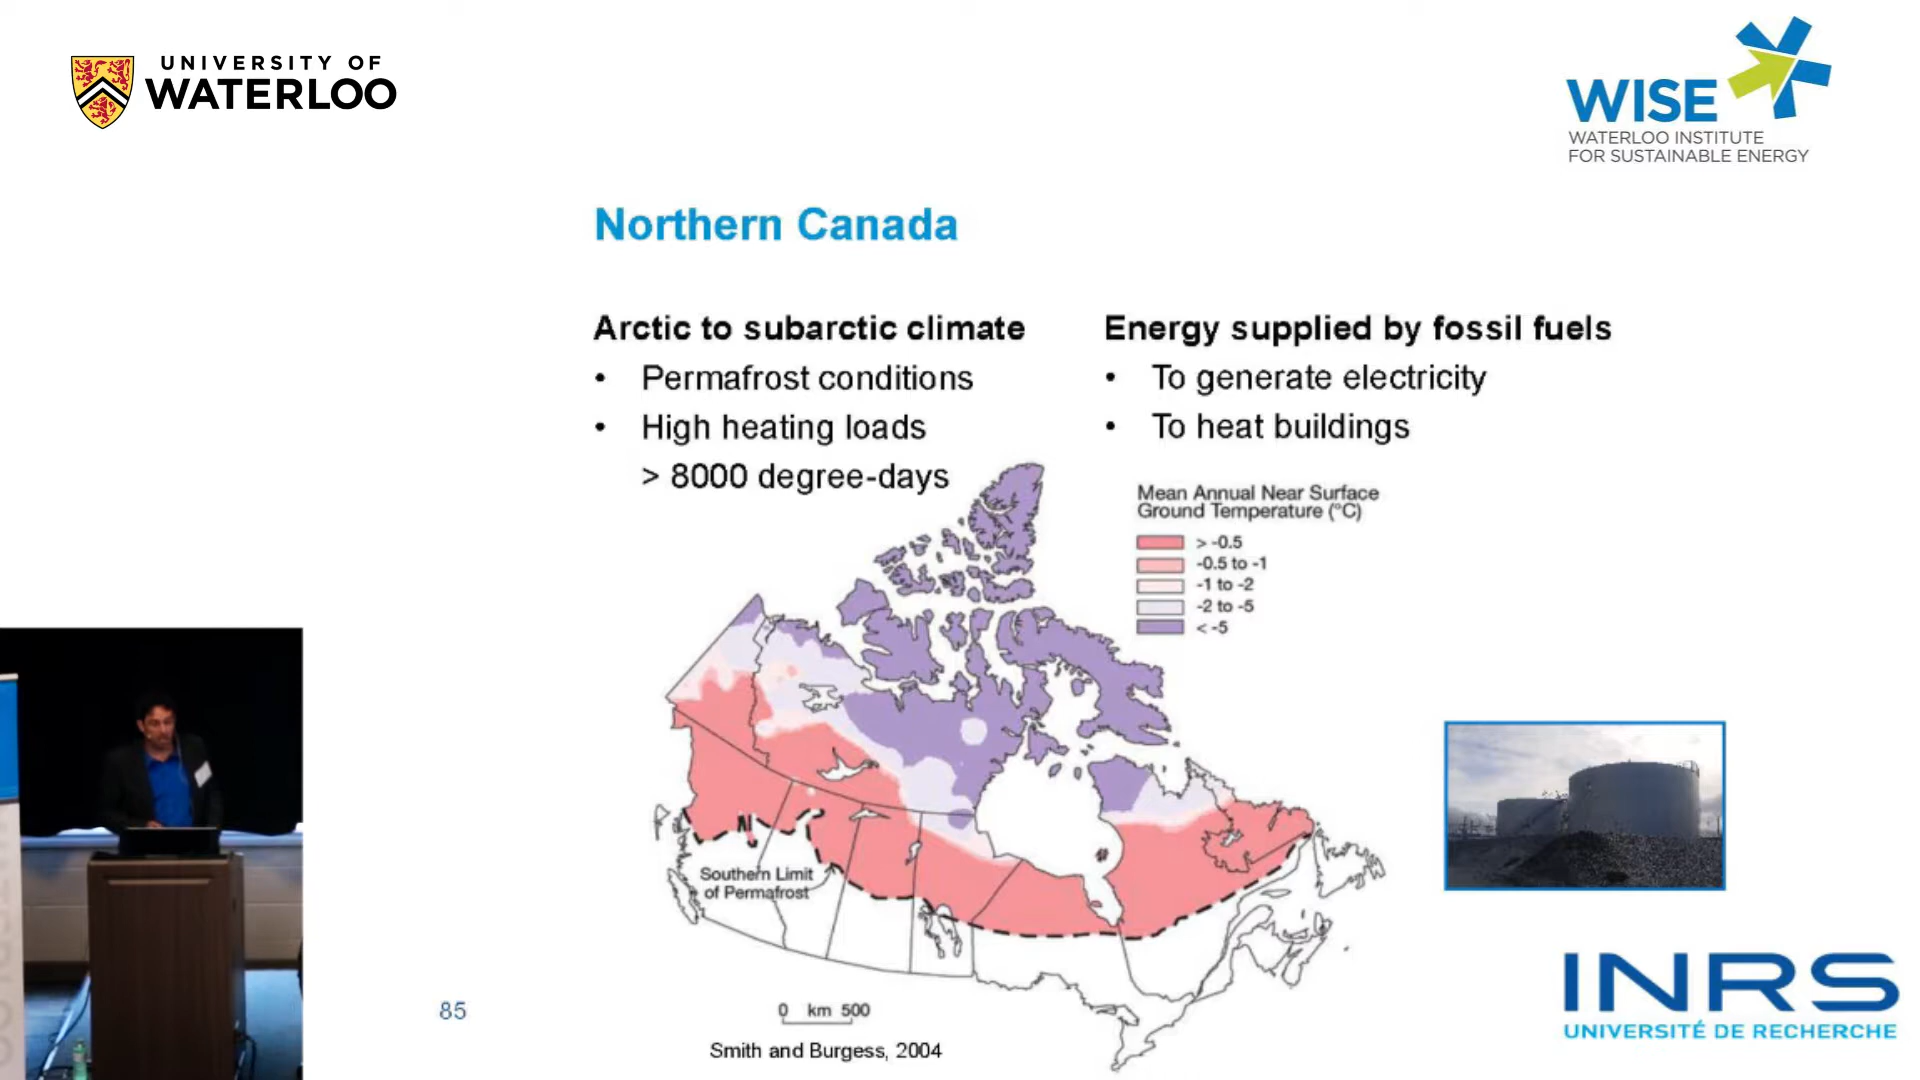 UNIVERSITY OF
WATERLOO
WISE
WATERLOO INSTITUTE
FOR SUSTAINABLE ENERGY
Northern Canada
Arctic to subarctic climate
• Permafrost conditions
• High heating loads
> 8000 degree-days
Energy supplied by fossil fuels
• To generate electricity
• To heat buildings
Mean Annual Near Surface
Ground Temperature (°C)
> -0.5
-0.5 to -1
-1 to -2
-2 to -5
< -5
Southern Limit
of Permafrost
0 km 500
Smith and Burgess, 2004
85
INRS
UNIVERSITÉ DE RECHERCHE